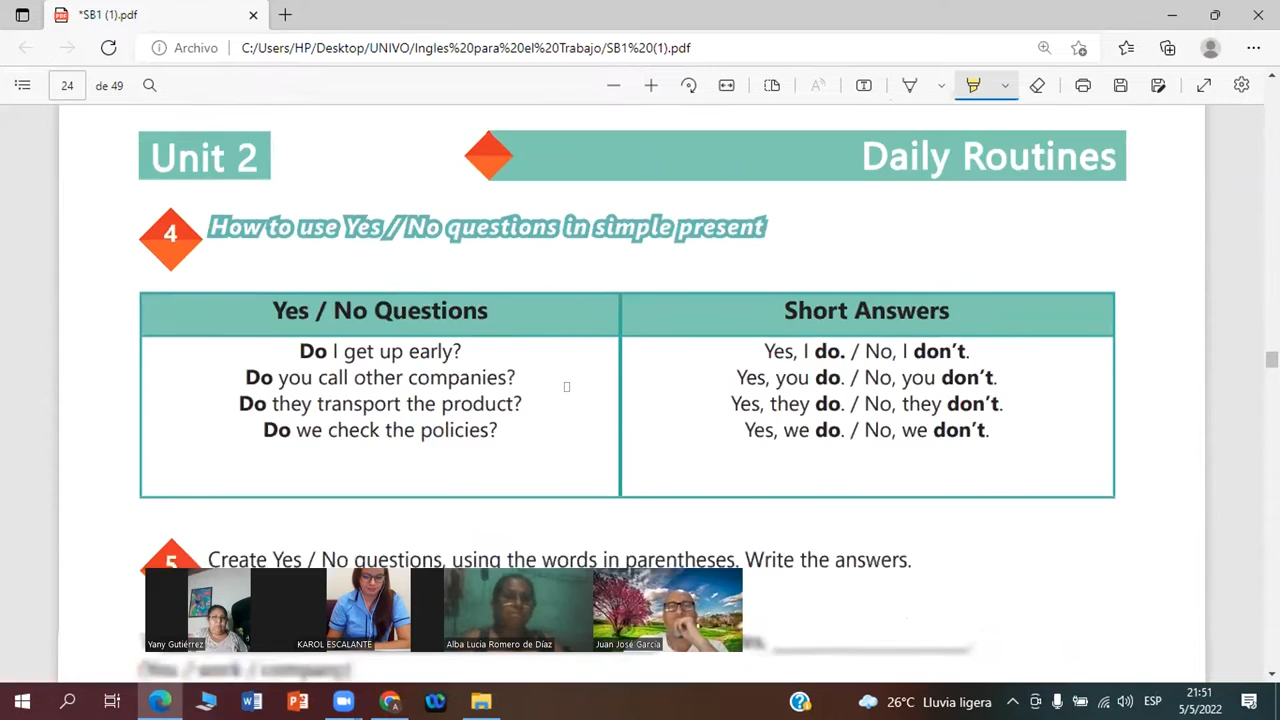 *SB1 (1).pdf
Archivo
C:/Users/HP/Desktop/UNIVO/Ingles%20para%20el%20Trabajo/SB1%20(1).pdf
24
de 49
Unit 2
Daily Routines
4
How to use Yes / No questions in simple present
Yes / No Questions
Short Answers
Do I get up early?
Yes, I do. / No, I don't.
Do you call other companies?
Yes, you do. / No, you don't.
Do they transport the product?
Yes, they do. / No, they don't.
Do we check the policies?
Yes, we do. / No, we don't.
5
Create Yes / No questions, using the words in parentheses. Write the answers.
Yany Gutiérrez
KAROL ESCALANTE
Alba Lucia Romero de Díaz
Juan José García
(You / work / company)
26°C Lluvia ligera
ESP
21:51
5/5/2022